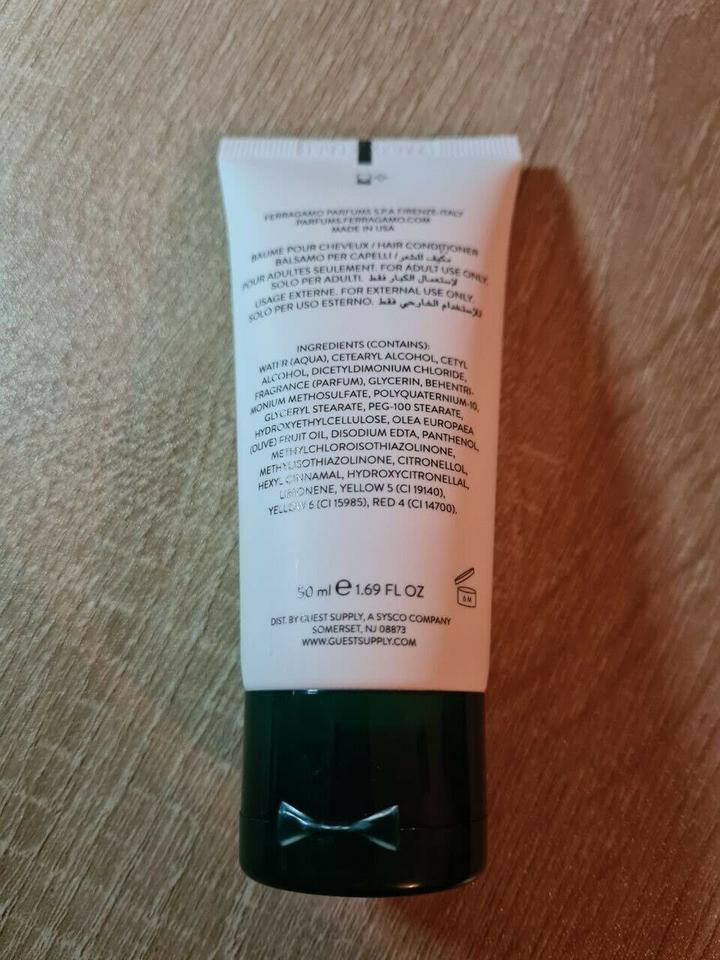 FERRAGAMO PARFUMS S.P.A FIRENZE-ITALY
PARFUMS.FERRAGAMO.COM
MADE IN USA
BAUME POUR CHEVEUX / HAIR CONDITIONER
BALSAMO PER CAPELLI / مكيف للشعر
POUR ADULTES SEULEMENT. FOR ADULT USE ONLY.
SOLO PER ADULTI. لاستعمال الكبار فقط.
USAGE EXTERNE. FOR EXTERNAL USE ONLY.
SOLO PER USO ESTERNO. للاستخدام الخارجي فقط
INGREDIENTS (CONTAINS):
WATER (AQUA), CETEARYL ALCOHOL, CETYL
ALCOHOL, DICETYLDIMONIUM CHLORIDE,
FRAGRANCE (PARFUM), GLYCERIN, BEHENTRI-
MONIUM METHOSULFATE, POLYQUATERNIUM-10,
GLYCERYL STEARATE, PEG-100 STEARATE,
HYDROXYETHYLCELLULOSE, OLEA EUROPAEA
(OLIVE) FRUIT OIL, DISODIUM EDTA, PANTHENOL,
METHYLCHLOROISOTHIAZOLINONE,
METHYLISOTHIAZOLINONE, CITRONELLOL,
HEXYL CINNAMAL, HYDROXYCITRONELLAL,
LIMONENE, YELLOW 5 (CI 19140),
YELLOW 6 (CI 15985), RED 4 (CI 14700).
50 ml e 1.69 FL OZ
6M
DIST. BY GUEST SUPPLY, A SYSCO COMPANY
SOMERSET, NJ 08873
WWW.GUESTSUPPLY.COM